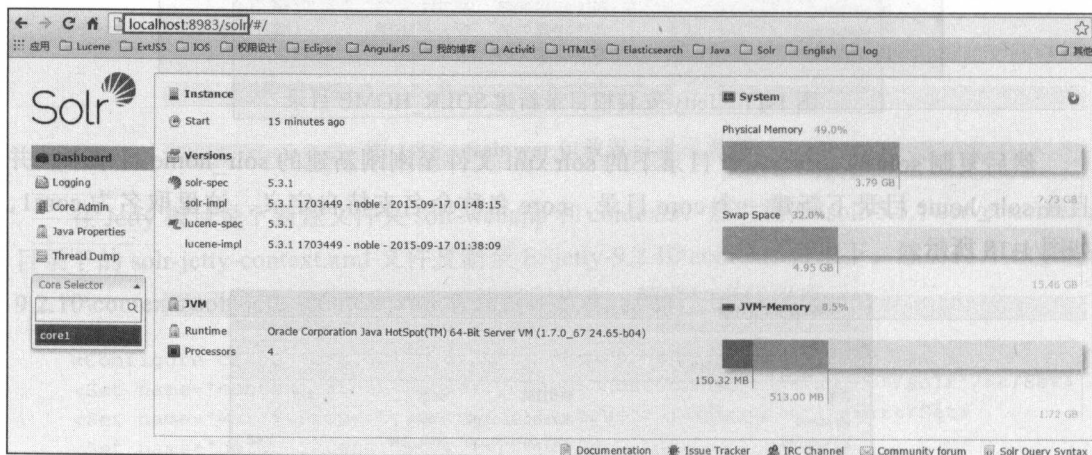 localhost:8983/solr/#/
应用 Lucene ExtJS5 IOS 权限设计 Eclipse AngularJS 我的博客 Activiti HTML5 Elasticsearch Java Solr English log 其他
Solr
Dashboard
Logging
Core Admin
Java Properties
Thread Dump
Core Selector
core1
Instance
Start 15 minutes ago
Versions
solr-spec 5.3.1
solr-impl 5.3.1 1703449 - noble - 2015-09-17 01:48:15
lucene-spec 5.3.1
lucene-impl 5.3.1 1703449 - noble - 2015-09-17 01:38:09
JVM
Runtime Oracle Corporation Java HotSpot(TM) 64-Bit Server VM (1.7.0_67 24.65-b04)
Processors 4
System
Physical Memory 49.0%
3.79 GB
7.73 GB
Swap Space 32.0%
4.95 GB
15.46 GB
JVM-Memory 8.5%
150.32 MB
513.00 MB
1.72 GB
Documentation Issue Tracker IRC Channel Community forum Solr Query Syntax